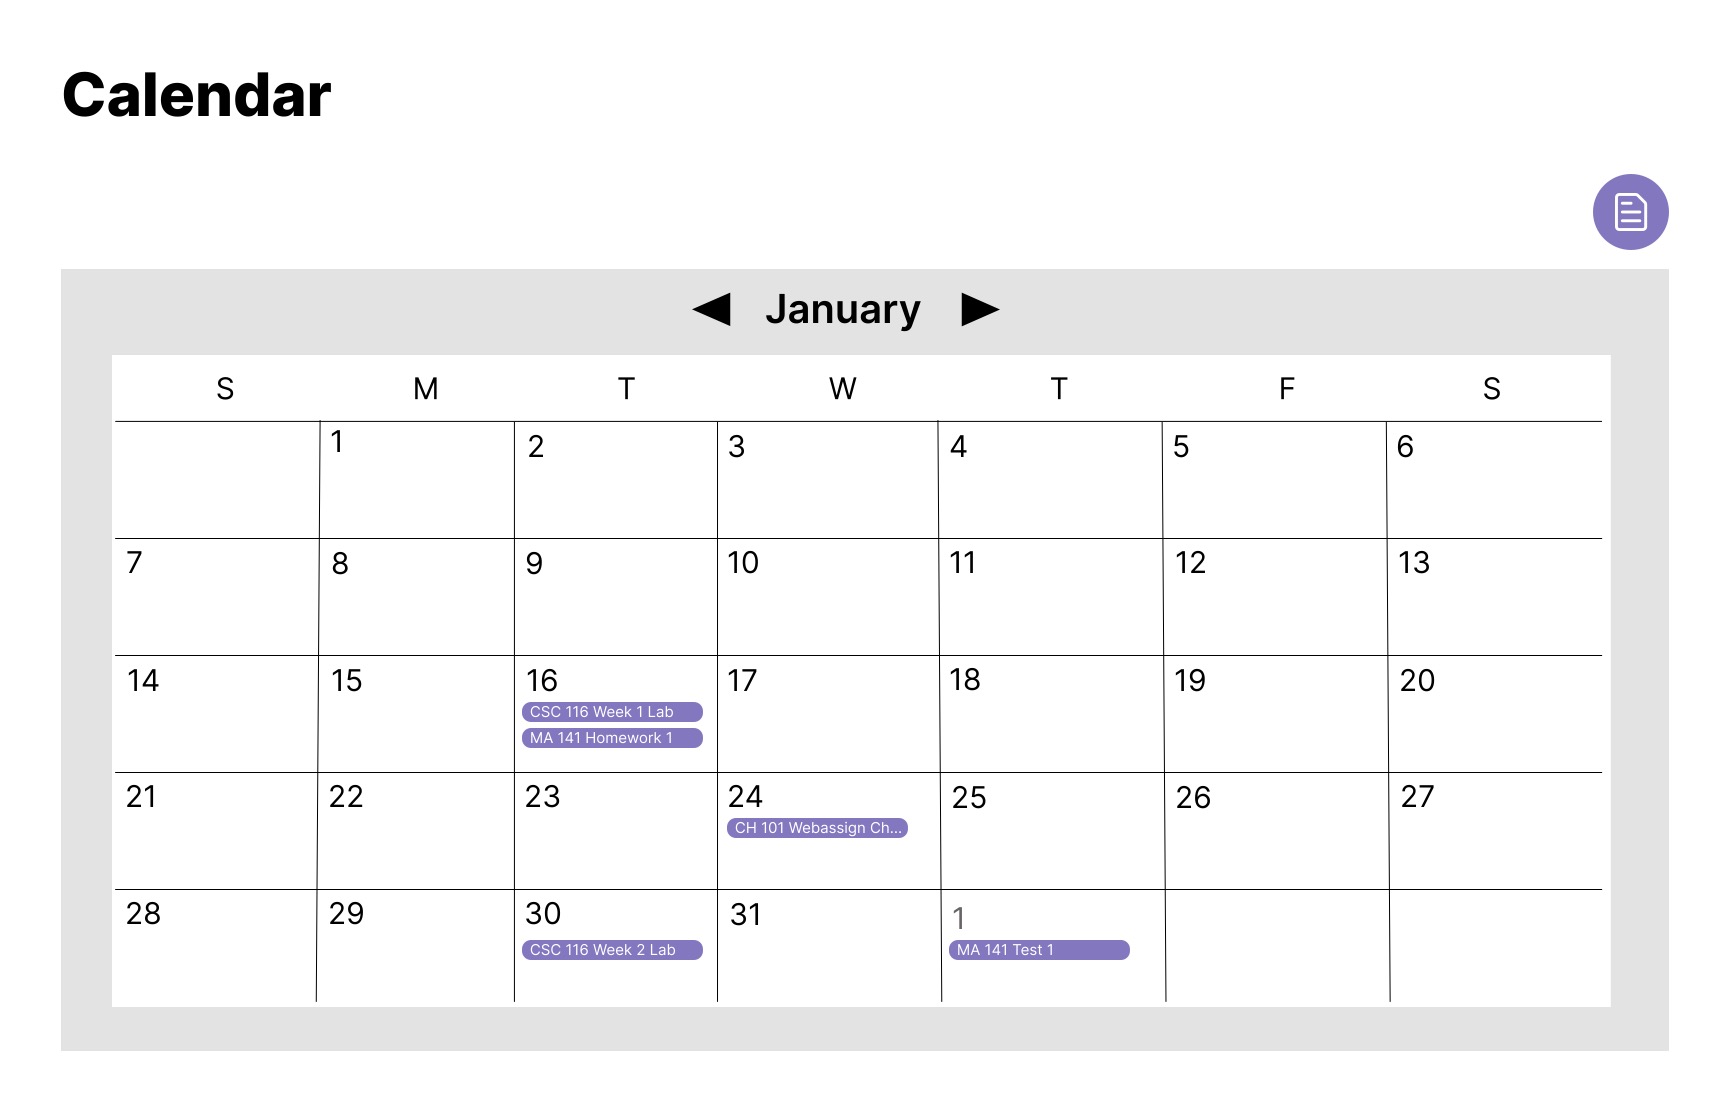 Calendar
January
S M T W T F S
1 2 3 4 5 6
7 8 9 10 11 12 13
14 15 16 17 18 19 20
CSC 116 Week 1 Lab
MA 141 Homework 1
21 22 23 24 25 26 27
CH 101 Webassign Ch...
28 29 30 31 1
CSC 116 Week 2 Lab MA 141 Test 1